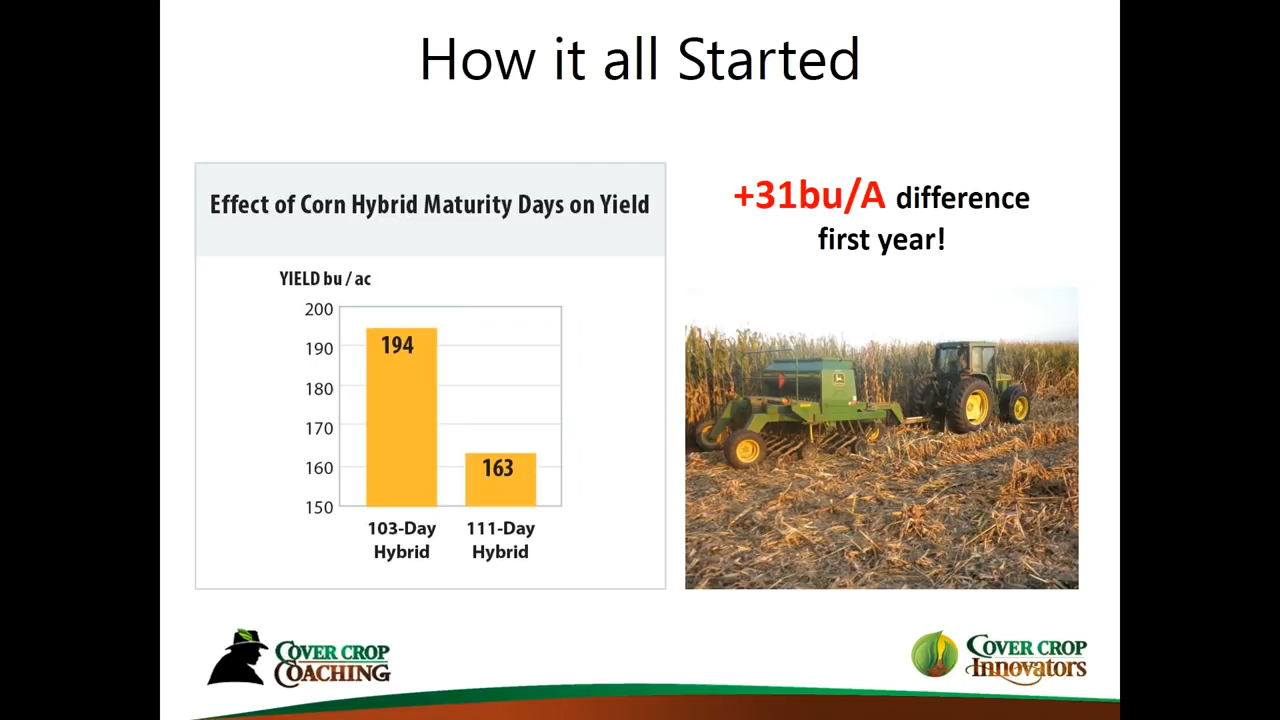 How it all Started
Effect of Corn Hybrid Maturity Days on Yield
YIELD bu / ac
200
190
180
170
160
150
194
163
103-Day
Hybrid
111-Day
Hybrid
+31bu/A difference
first year!
COVER CROP
COACHING
COVER CROP
INNOVATORS